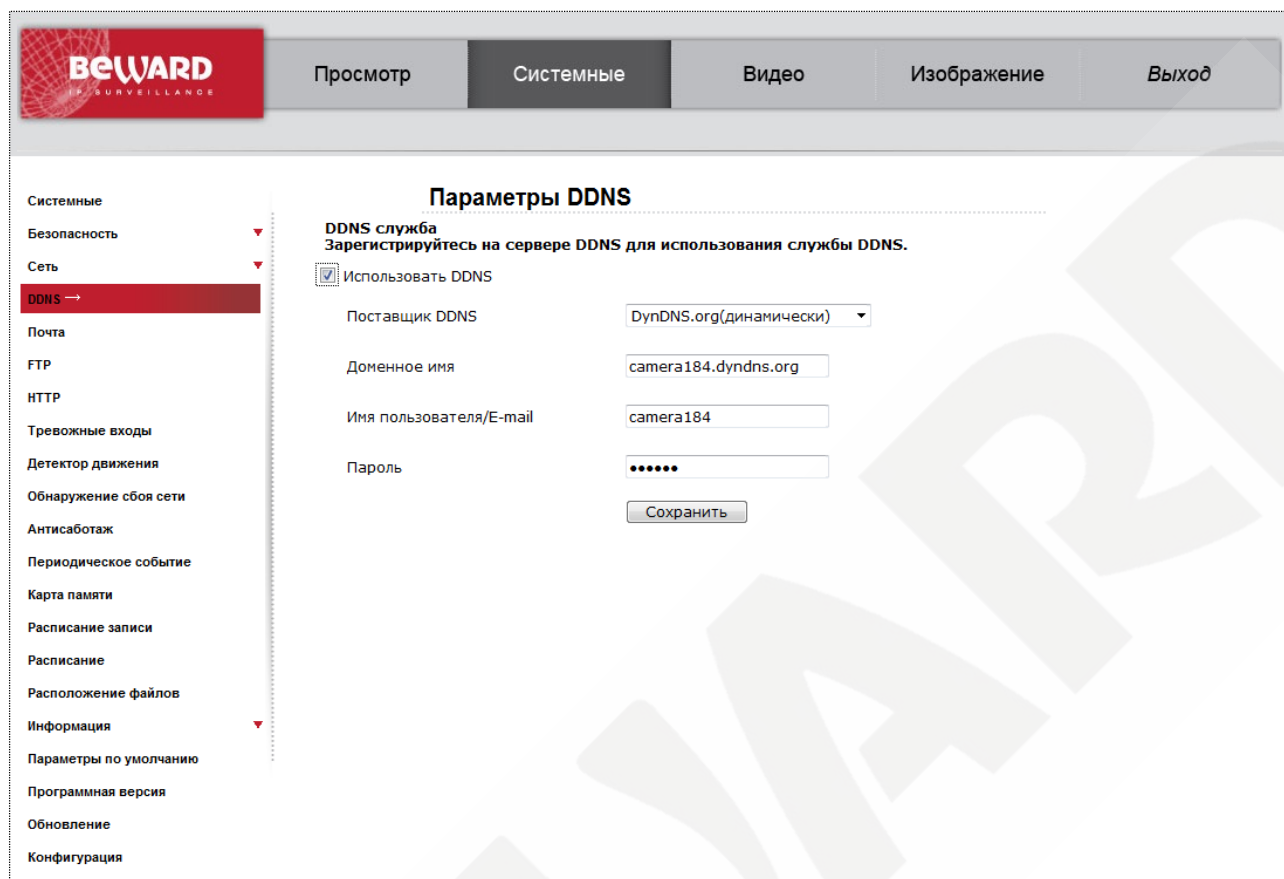 BEWARD
IP SURVEILLANCE
Просмотр
Системные
Видео
Изображение
Выход
Системные
Безопасность
Сеть
DDNS →
Почта
FTP
HTTP
Тревожные входы
Детектор движения
Обнаружение сбоя сети
Антисаботаж
Периодическое событие
Карта памяти
Расписание записи
Расписание
Расположение файлов
Информация
Параметры по умолчанию
Программная версия
Обновление
Конфигурация
Параметры DDNS
DDNS служба
Зарегистрируйтесь на сервере DDNS для использования службы DDNS.
Использовать DDNS
Поставщик DDNS
DynDNS.org(динамически)
Доменное имя
camera184.dyndns.org
Имя пользователя/E-mail
camera184
Пароль
••••••
Сохранить